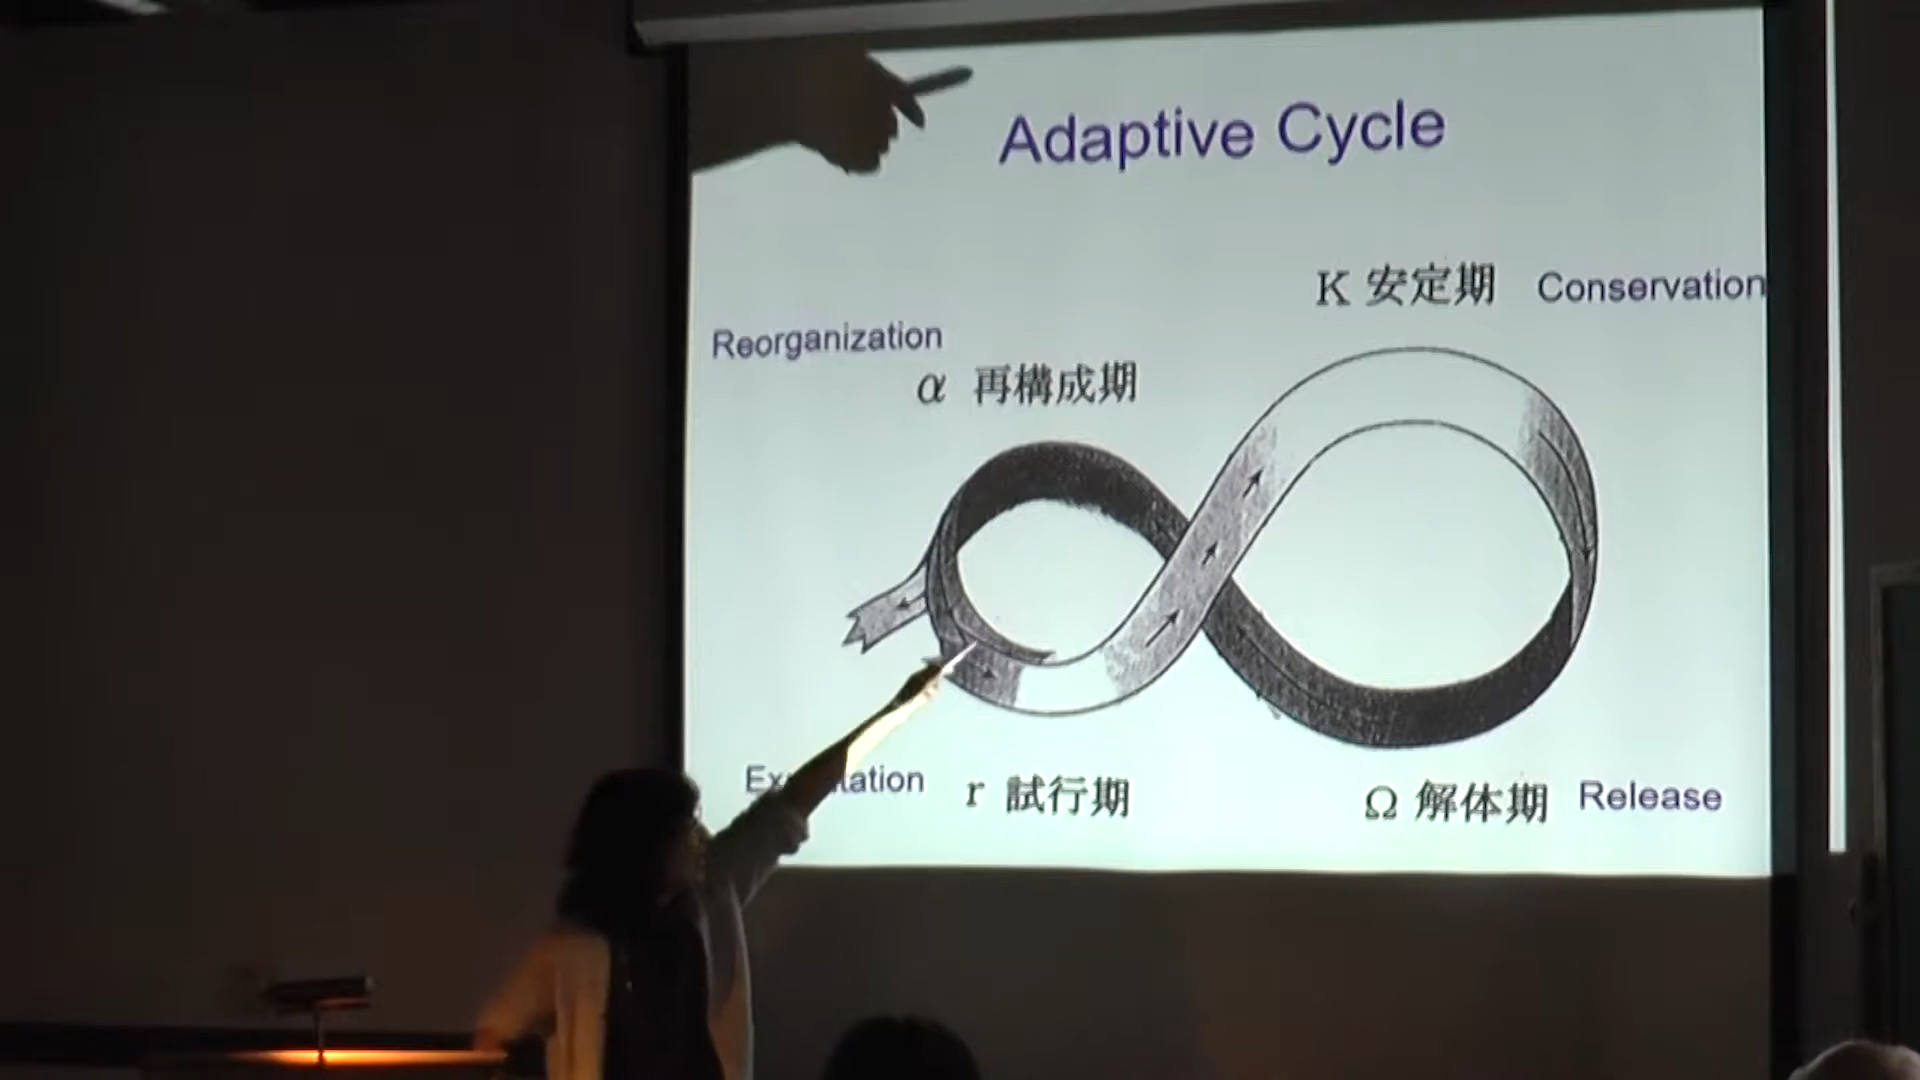 Adaptive Cycle
K 安定期 Conservation
Reorganization
α 再構成期
r 試行期
Ω 解体期 Release